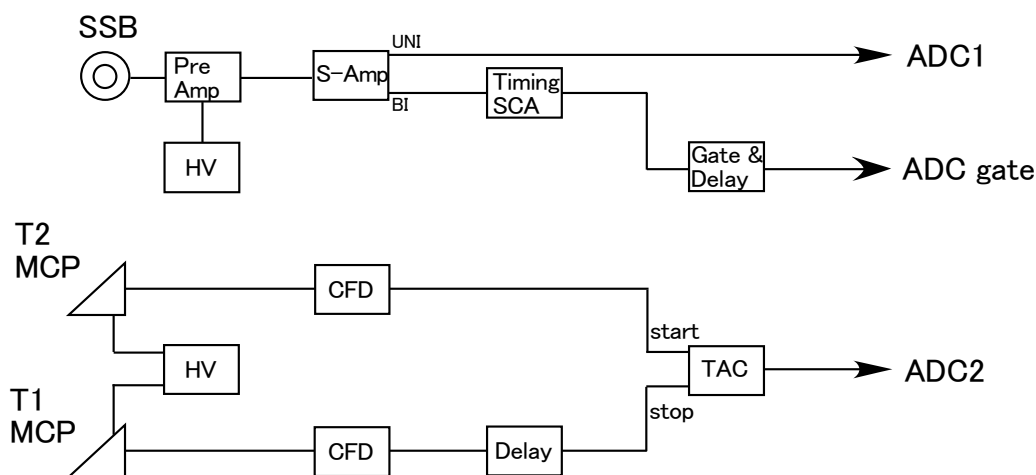 SSB
Pre
Amp
HV
S-Amp
UNI
BI
Timing
SCA
ADC1
Gate &
Delay
ADC gate
T2
MCP
CFD
start
HV
TAC
ADC2
T1
MCP
CFD
Delay
stop